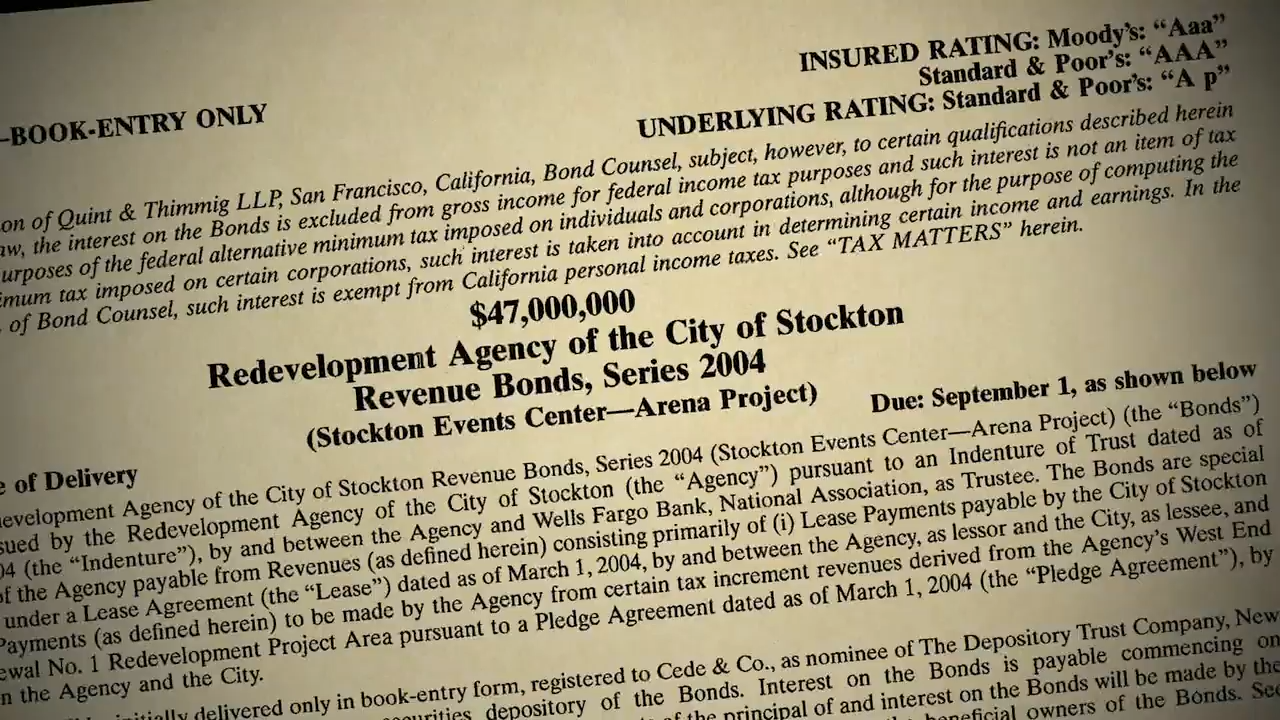 INSURED RATING: Moody's: “Aaa”
Standard & Poor's: “AAA”
—BOOK-ENTRY ONLY
UNDERLYING RATING: Standard & Poor's: “A p”
on of Quint & Thimmig LLP, San Francisco, California, Bond Counsel, subject, however, to certain qualifications described herein
aw, the interest on the Bonds is excluded from gross income for federal income tax purposes and such interest is not an item of tax
urposes of the federal alternative minimum tax imposed on individuals and corporations, although for the purpose of computing the
imum tax imposed on certain corporations, such interest is taken into account in determining certain income and earnings. In the
of Bond Counsel, such interest is exempt from California personal income taxes. See “TAX MATTERS” herein.
$47,000,000
Redevelopment Agency of the City of Stockton
Revenue Bonds, Series 2004
(Stockton Events Center—Arena Project)
Due: September 1, as shown below
e of Delivery
evelopment Agency of the City of Stockton Revenue Bonds, Series 2004 (Stockton Events Center—Arena Project) (the “Bonds”)
sued by the Redevelopment Agency of the City of Stockton (the “Agency”) pursuant to an Indenture of Trust dated as of
04 (the “Indenture”), by and between the Agency and Wells Fargo Bank, National Association, as Trustee. The Bonds are special
of the Agency payable from Revenues (as defined herein) consisting primarily of (i) Lease Payments payable by the City of Stockton
under a Lease Agreement (the “Lease”) dated as of March 1, 2004, by and between the Agency, as lessor and the City, as lessee, and
Payments (as defined herein) to be made by the Agency from certain tax increment revenues derived from the Agency's West End
ewal No. 1 Redevelopment Project Area pursuant to a Pledge Agreement dated as of March 1, 2004 (the “Pledge Agreement”), by
n the Agency and the City.
initially delivered only in book-entry form, registered to Cede & Co., as nominee of The Depository Trust Company, New
securities depository of the Bonds. Interest on the Bonds is payable commencing on
of the principal of and interest on the Bonds will be made by the
beneficial owners of the Bonds. See